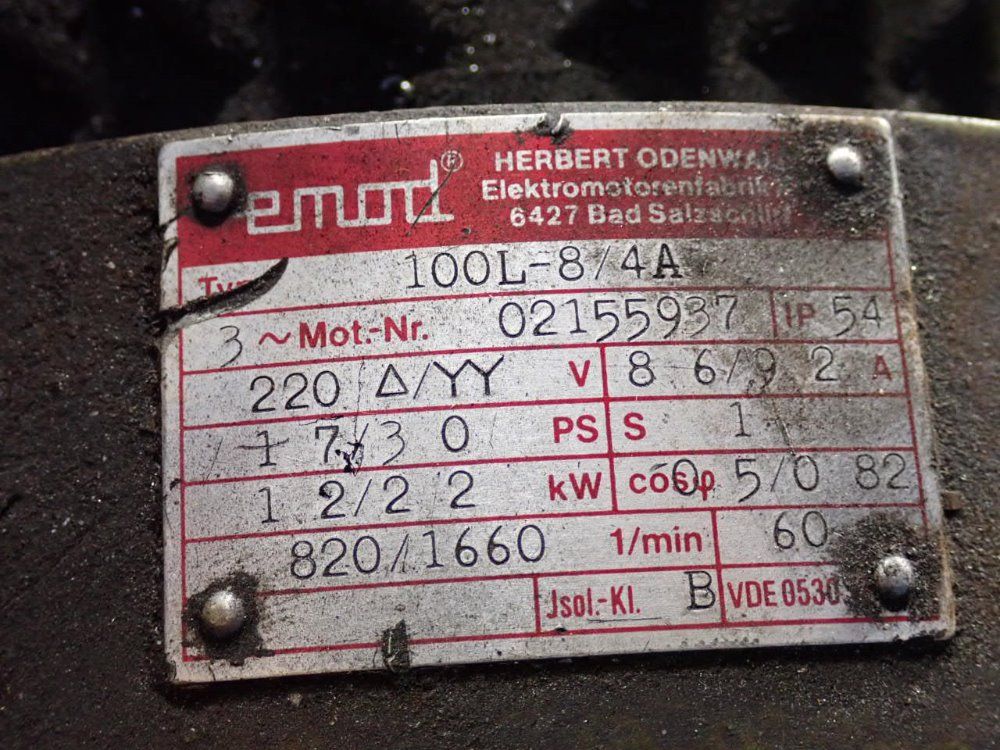 emod® HERBERT ODENWA
Elektromotorenfabrik
6427 Bad Salzschlirf
100L-8/4A
3 ~ Mot.-Nr. 02155937 IP 54
220 Δ/YY V 8 6/9 2 A
1 7/3 0 PS S 1
1 2/2 2 kW cosφ 0 5/0 82
820/1660 1/min 60
Jsol.-Kl. B VDE 0530